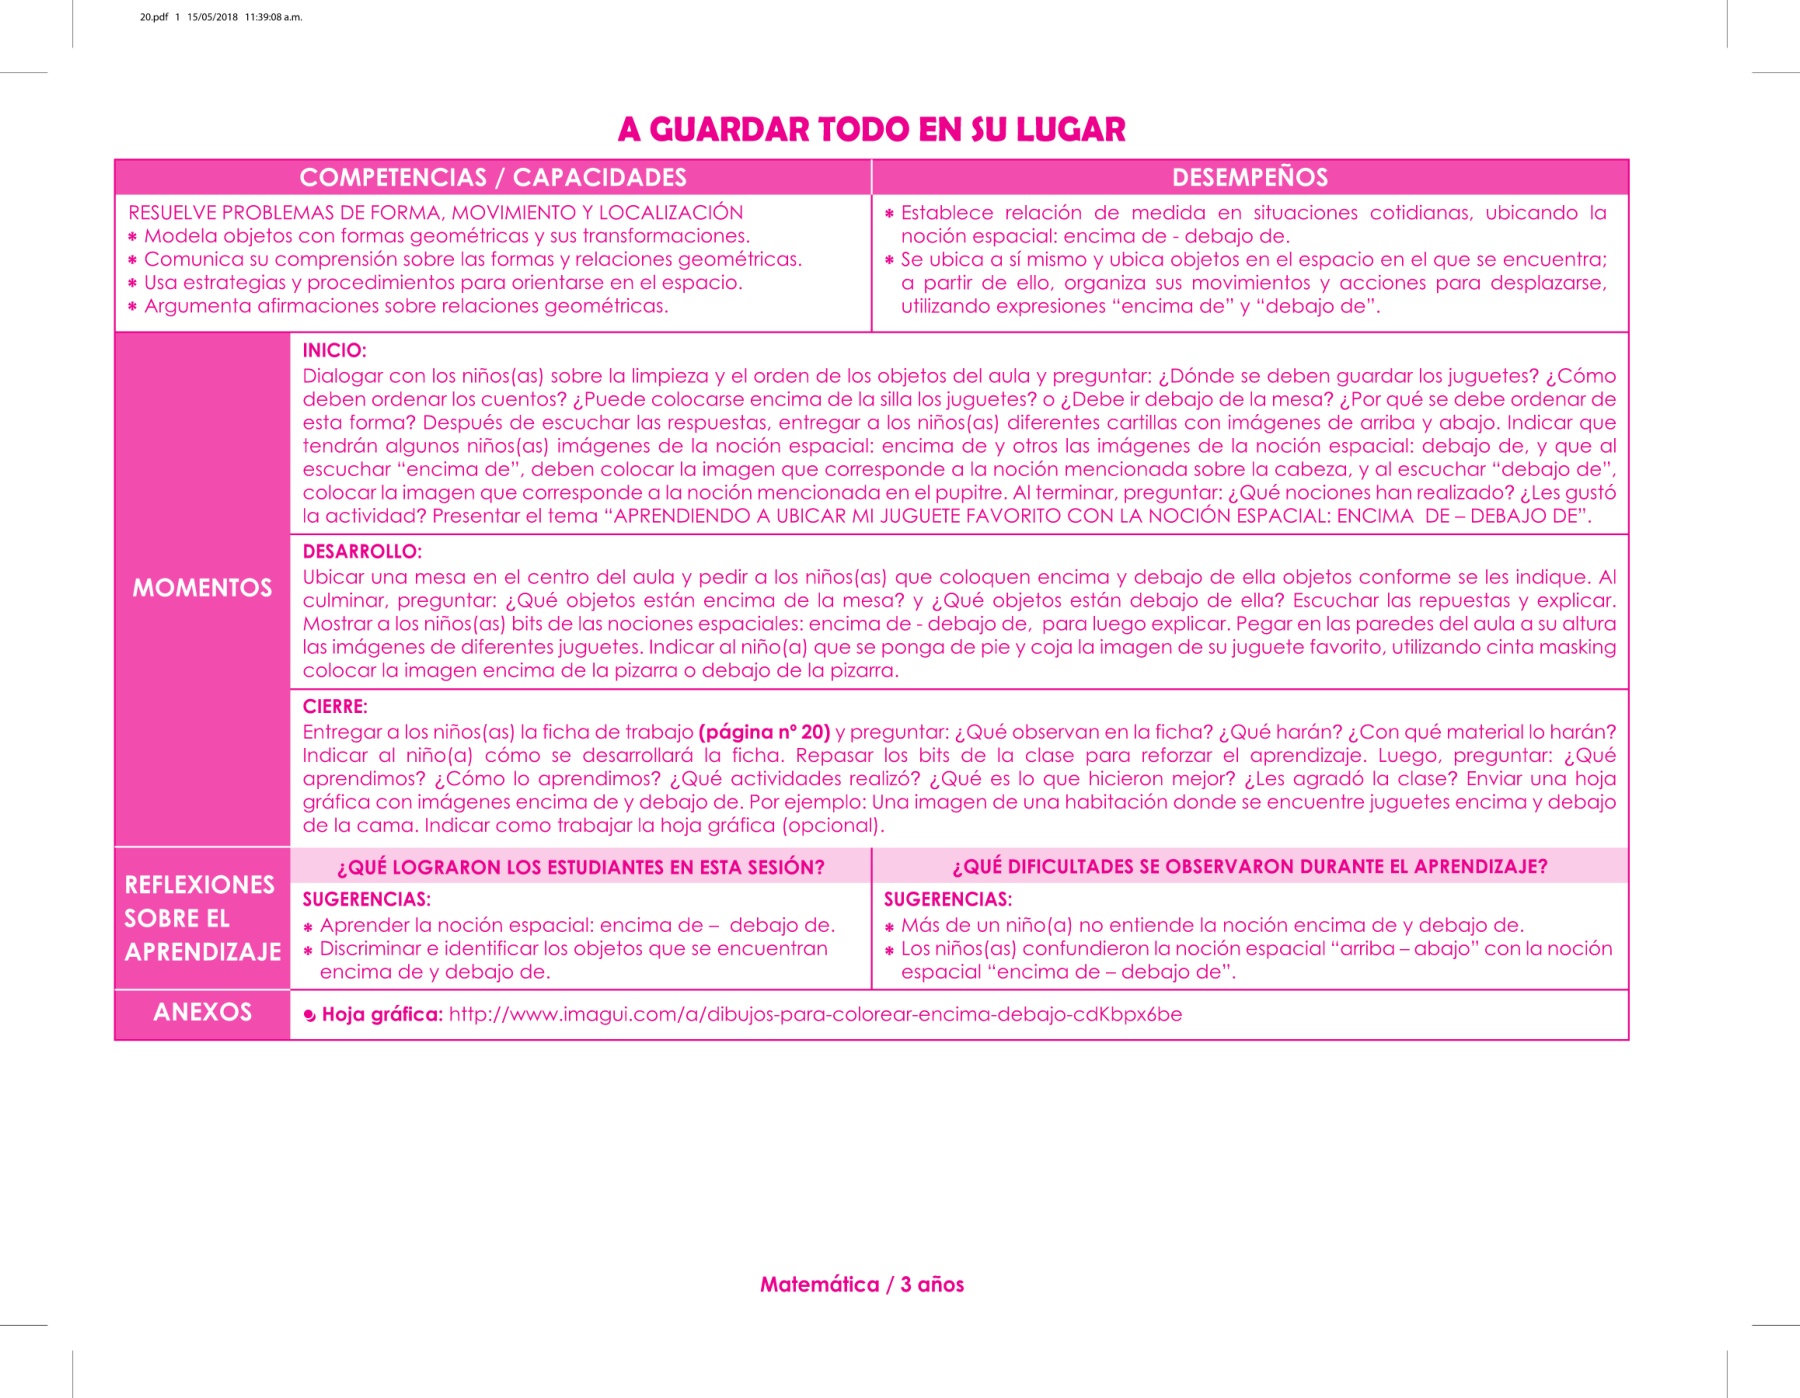 20.pdf 1 15/05/2018 11:39:08 a.m.
A GUARDAR TODO EN SU LUGAR
COMPETENCIAS / CAPACIDADES
RESUELVE PROBLEMAS DE FORMA, MOVIMIENTO Y LOCALIZACIÓN
* Modela objetos con formas geométricas y sus transformaciones.
* Comunica su comprensión sobre las formas y relaciones geométricas.
* Usa estrategias y procedimientos para orientarse en el espacio.
* Argumenta afirmaciones sobre relaciones geométricas.
DESEMPEÑOS
* Establece relación de medida en situaciones cotidianas, ubicando la
noción espacial: encima de - debajo de.
* Se ubica a sí mismo y ubica objetos en el espacio en el que se encuentra;
a partir de ello, organiza sus movimientos y acciones para desplazarse,
utilizando expresiones “encima de” y “debajo de”.
MOMENTOS
INICIO:
Dialogar con los niños(as) sobre la limpieza y el orden de los objetos del aula y preguntar: ¿Dónde se deben guardar los juguetes? ¿Cómo
deben ordenar los cuentos? ¿Puede colocarse encima de la silla los juguetes? o ¿Debe ir debajo de la mesa? ¿Por qué se debe ordenar de
esta forma? Después de escuchar las respuestas, entregar a los niños(as) diferentes cartillas con imágenes de arriba y abajo. Indicar que
tendrán algunos niños(as) imágenes de la noción espacial: encima de y otros las imágenes de la noción espacial: debajo de, y que al
escuchar “encima de”, deben colocar la imagen que corresponde a la noción mencionada sobre la cabeza, y al escuchar “debajo de”,
colocar la imagen que corresponde a la noción mencionada en el pupitre. Al terminar, preguntar: ¿Qué nociones han realizado? ¿Les gustó
la actividad? Presentar el tema “APRENDIENDO A UBICAR MI JUGUETE FAVORITO CON LA NOCIÓN ESPACIAL: ENCIMA DE – DEBAJO DE”.
DESARROLLO:
Ubicar una mesa en el centro del aula y pedir a los niños(as) que coloquen encima y debajo de ella objetos conforme se les indique. Al
culminar, preguntar: ¿Qué objetos están encima de la mesa? y ¿Qué objetos están debajo de ella? Escuchar las repuestas y explicar.
Mostrar a los niños(as) bits de las nociones espaciales: encima de - debajo de, para luego explicar. Pegar en las paredes del aula a su altura
las imágenes de diferentes juguetes. Indicar al niño(a) que se ponga de pie y coja la imagen de su juguete favorito, utilizando cinta masking
colocar la imagen encima de la pizarra o debajo de la pizarra.
CIERRE:
Entregar a los niños(as) la ficha de trabajo (página nº 20) y preguntar: ¿Qué observan en la ficha? ¿Qué harán? ¿Con qué material lo harán?
Indicar al niño(a) cómo se desarrollará la ficha. Repasar los bits de la clase para reforzar el aprendizaje. Luego, preguntar: ¿Qué
aprendimos? ¿Cómo lo aprendimos? ¿Qué actividades realizó? ¿Qué es lo que hicieron mejor? ¿Les agradó la clase? Enviar una hoja
gráfica con imágenes encima de y debajo de. Por ejemplo: Una imagen de una habitación donde se encuentre juguetes encima y debajo
de la cama. Indicar como trabajar la hoja gráfica (opcional).
REFLEXIONES
SOBRE EL
APRENDIZAJE
¿QUÉ LOGRARON LOS ESTUDIANTES EN ESTA SESIÓN?
SUGERENCIAS:
* Aprender la noción espacial: encima de – debajo de.
* Discriminar e identificar los objetos que se encuentran
encima de y debajo de.
¿QUÉ DIFICULTADES SE OBSERVARON DURANTE EL APRENDIZAJE?
SUGERENCIAS:
* Más de un niño(a) no entiende la noción encima de y debajo de.
* Los niños(as) confundieron la noción espacial “arriba – abajo” con la noción
espacial “encima de – debajo de”.
ANEXOS
Hoja gráfica: http://www.imagui.com/a/dibujos-para-colorear-encima-debajo-cdKbpx6be
Matemática / 3 años